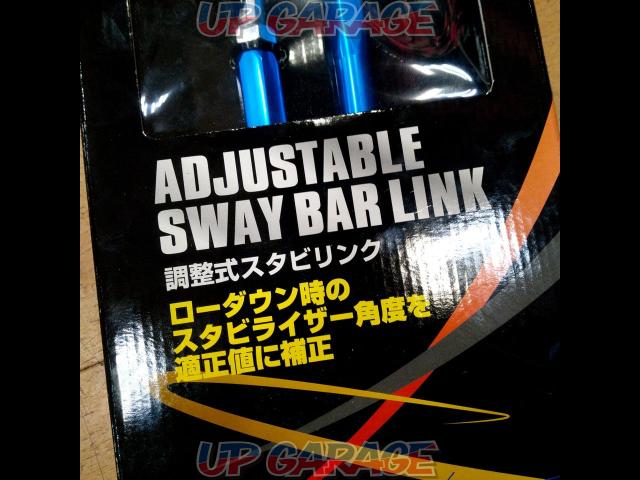 UP GARAGE
ADJUSTABLE
SWAY BAR LINK
調整式スタビリンク
ローダウン時の
スタビライザー角度を
適正値に補正
UP GARAGE